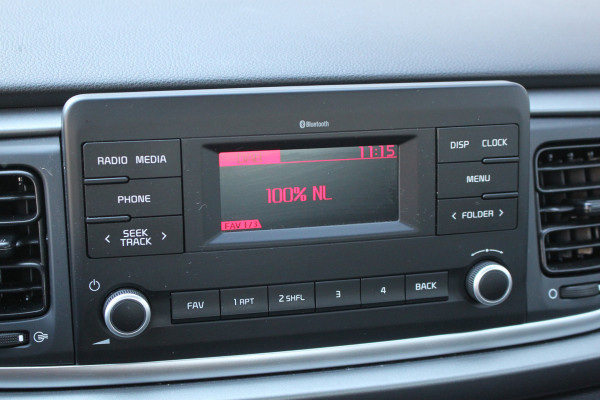 Bluetooth
RADIO MEDIA
PHONE
SEEK
TRACK
11:15
100% NL
FAV 1/3
DISP CLOCK
MENU
FOLDER
FAV
1 RPT
2 SHFL
3
4
BACK